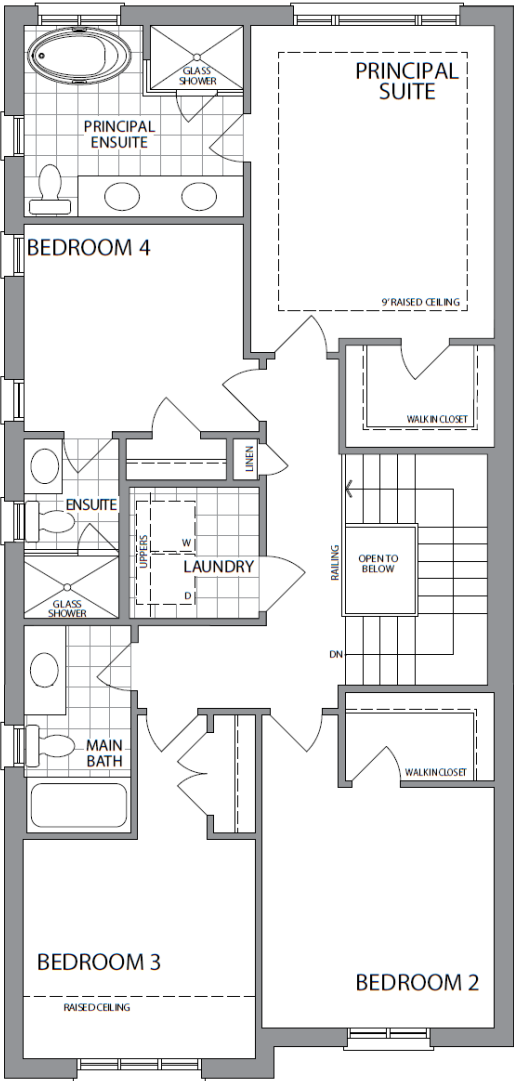 GLASS
SHOWER
PRINCIPAL
SUITE
PRINCIPAL
ENSUITE
BEDROOM 4
9' RAISED CEILING
WALK IN CLOSET
LINEN
ENSUITE
UPPERS
W
LAUNDRY
D
RAILING
OPEN TO
BELOW
GLASS
SHOWER
DN
MAIN
BATH
WALK IN CLOSET
BEDROOM 3
BEDROOM 2
RAISED CEILING